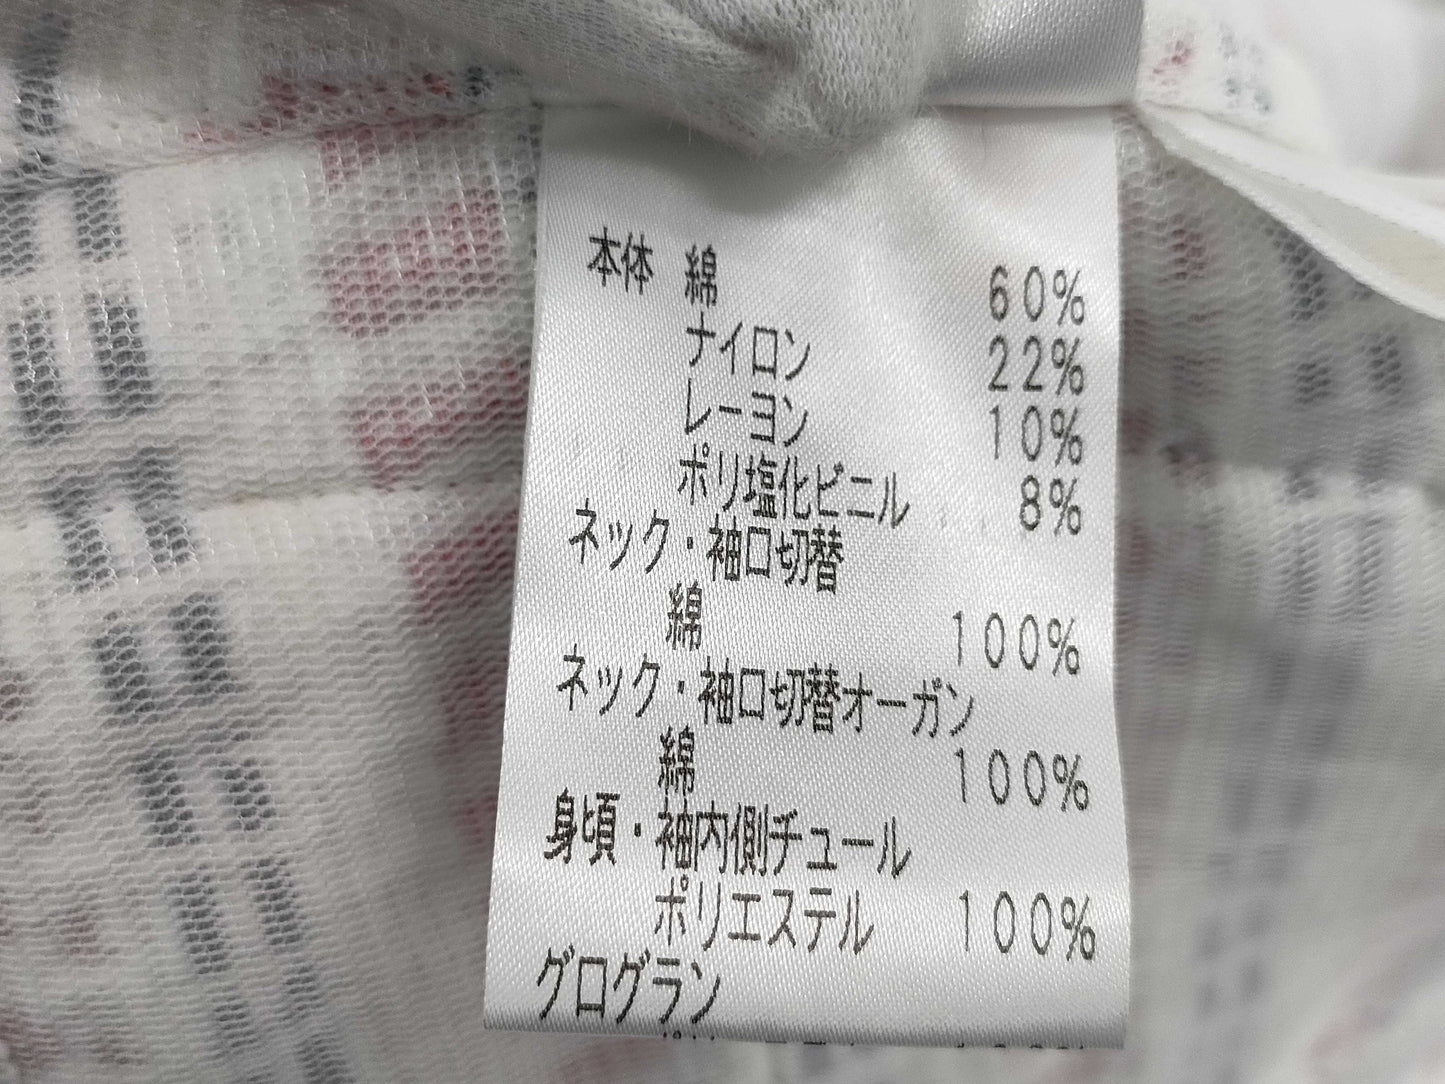 本体 綿 60%
ナイロン 22%
レーヨン 10%
ポリ塩化ビニル 8%
ネック・袖口切替
綿 100%
ネック・袖口切替オーガン
綿 100%
身頃・袖内側チュール
ポリエステル 100%
グログラン